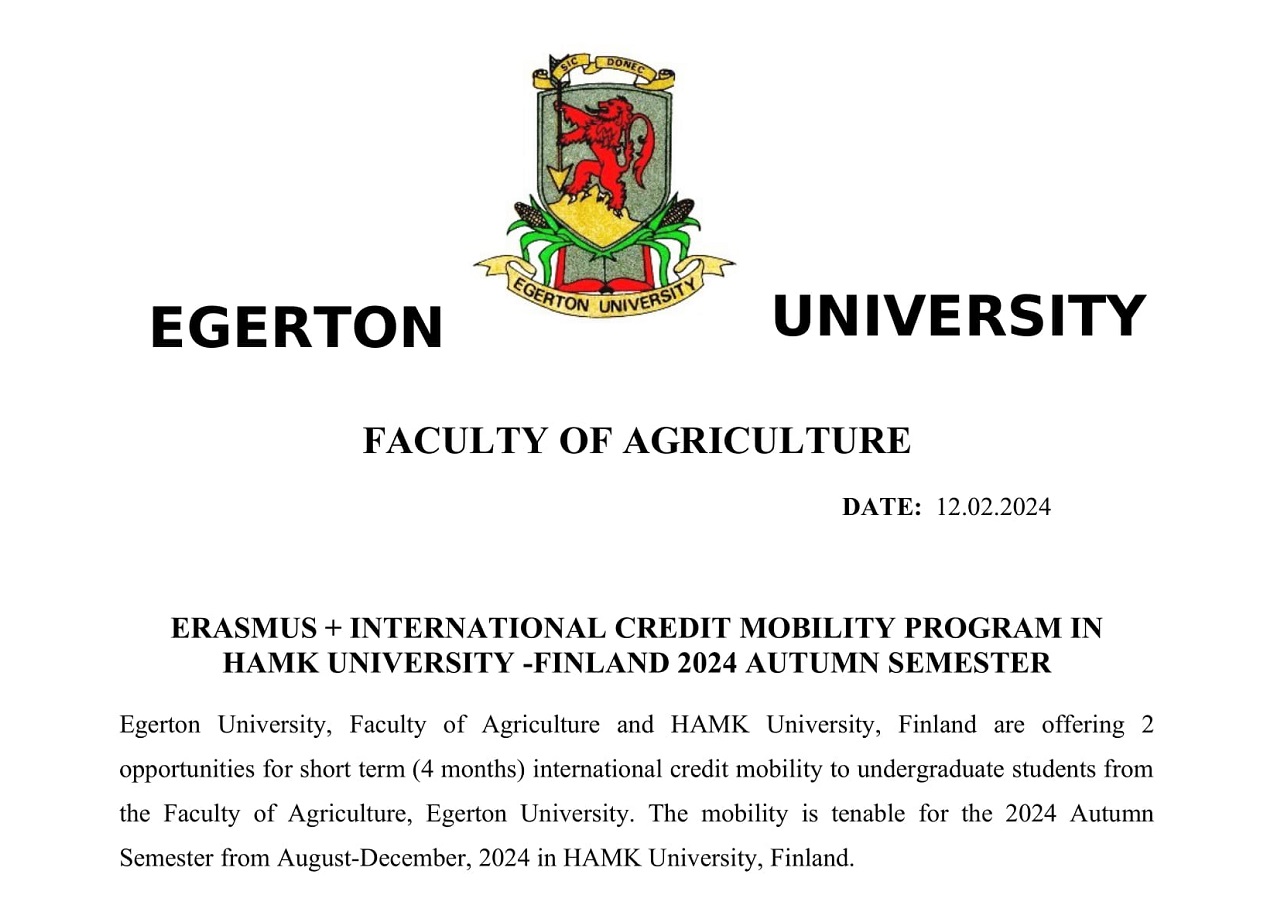 SIC DONEC
EGERTON UNIVERSITY
EGERTON UNIVERSITY
FACULTY OF AGRICULTURE
DATE: 12.02.2024
ERASMUS + INTERNATIONAL CREDIT MOBILITY PROGRAM IN
HAMK UNIVERSITY -FINLAND 2024 AUTUMN SEMESTER
Egerton University, Faculty of Agriculture and HAMK University, Finland are offering 2
opportunities for short term (4 months) international credit mobility to undergraduate students from
the Faculty of Agriculture, Egerton University. The mobility is tenable for the 2024 Autumn
Semester from August-December, 2024 in HAMK University, Finland.